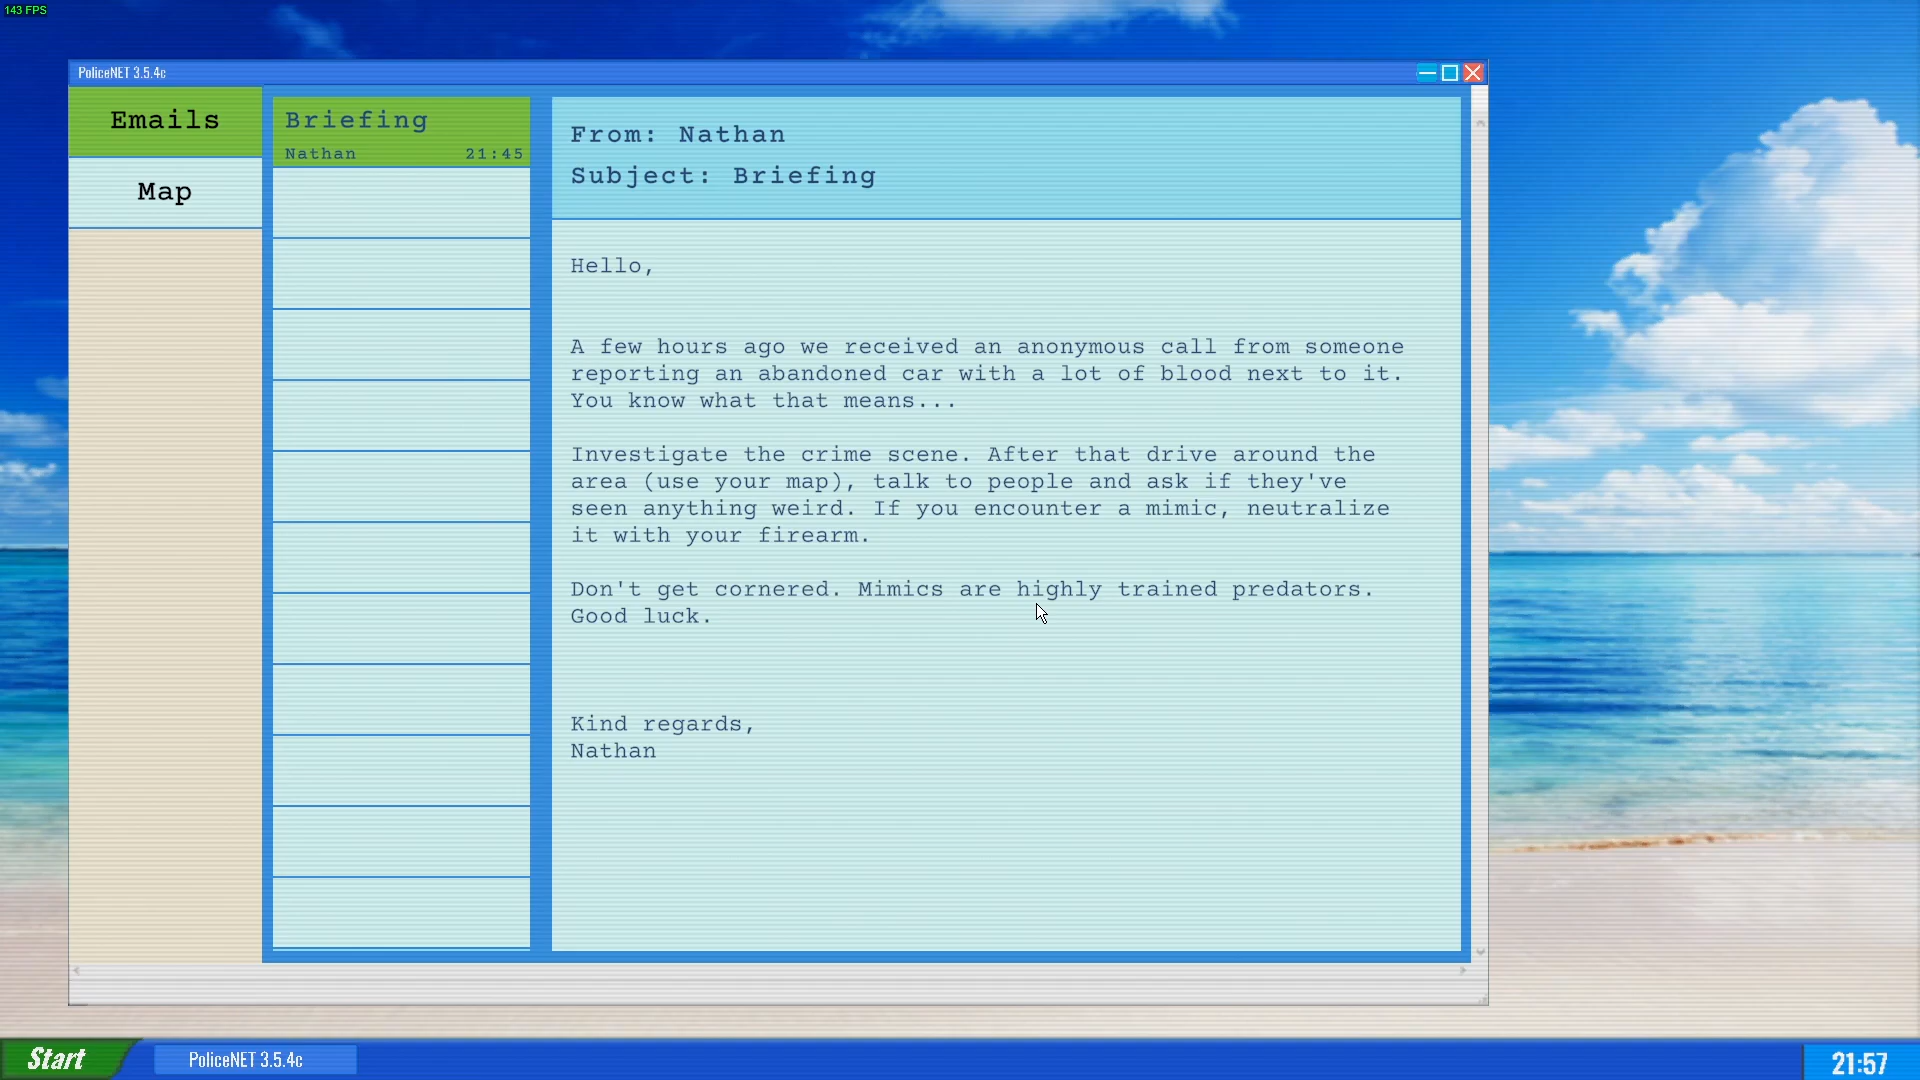 143 FPS
PoliceNET 3.5.4c
Emails
Map
Briefing
Nathan 21:45
From: Nathan
Subject: Briefing
Hello,
A few hours ago we received an anonymous call from someone
reporting an abandoned car with a lot of blood next to it.
You know what that means...
Investigate the crime scene. After that drive around the
area (use your map), talk to people and ask if they've
seen anything weird. If you encounter a mimic, neutralize
it with your firearm.
Don't get cornered. Mimics are highly trained predators.
Good luck.
Kind regards,
Nathan
Start
PoliceNET 3.5.4c
21:57